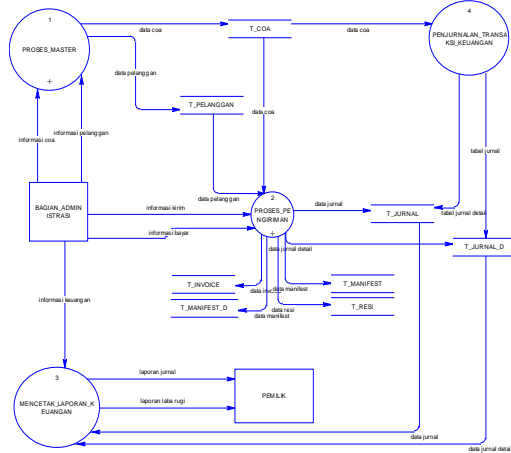 1
PROSES_MASTER
+
data coa
T_COA
data coa
4
PENJURNALAN_TRANSA
KSI_KEUANGAN
data pelanggan
T_PELANGGAN
data coa
informasi coa
informasi pelanggan
tabel jurnal
data pelanggan
BAGIAN_ADMIN
ISTRASI
informasi kirim
informasi bayar
2
PROSES_PE
NGIRIMAN
+
data jurnal
T_JURNAL
tabel jurnal detail
data jurnal detail
T_JURNAL_D
informasi keuangan
T_INVOICE
data manifest
T_MANIFEST
T_MANIFEST_D
data manifest
data resi
T_RESI
3
MENCETAK_LAPORAN_K
EUANGAN
laporan jurnal
laporan laba rugi
PEMILIK
data jurnal
data jurnal detai